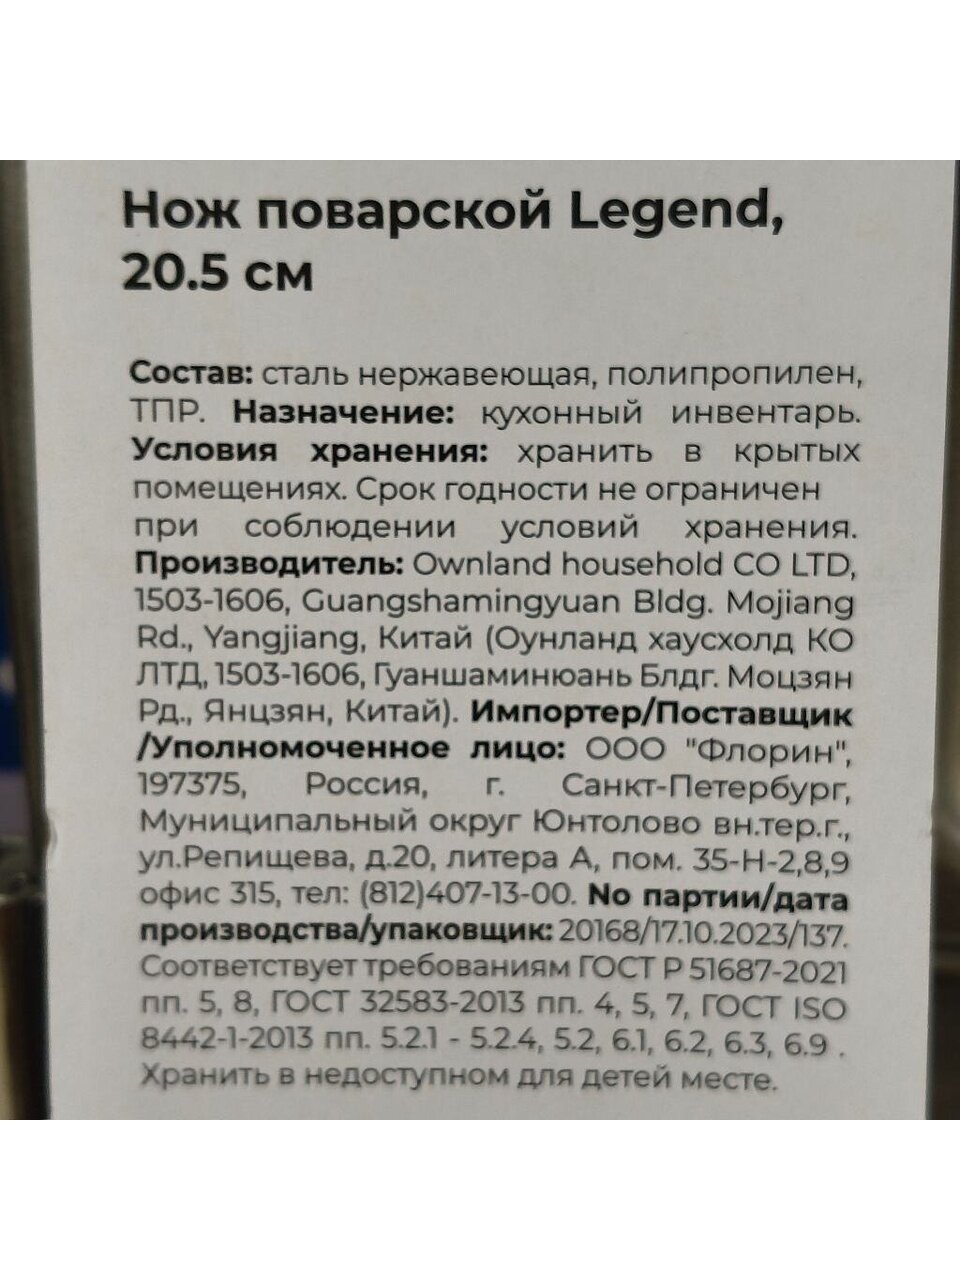 Нож поварской Legend,
20.5 см
Состав: сталь нержавеющая, полипропилен,
ТПР. Назначение: кухонный инвентарь.
Условия хранения: хранить в крытых
помещениях. Срок годности не ограничен
при соблюдении условий хранения.
Производитель: Ownland household CO LTD,
1503-1606, Guangshamingyuan Bldg. Mojiang
Rd., Yangjiang, Китай (Оунланд хаусхолд КО
ЛТД, 1503-1606, Гуаншаминюань Блдг. Моцзян
Рд., Янцзян, Китай). Импортер/Поставщик
/Уполномоченное лицо: ООО "Флорин",
197375, Россия, г. Санкт-Петербург,
Муниципальный округ Юнтолово вн.тер.г.,
ул.Репищева, д.20, литера А, пом. 35-Н-2,8,9
офис 315, тел: (812)407-13-00. No партии/дата
производства/упаковщик: 20168/17.10.2023/137.
Соответствует требованиям ГОСТ Р 51687-2021
пп. 5, 8, ГОСТ 32583-2013 пп. 4, 5, 7, ГОСТ ISO
8442-1-2013 пп. 5.2.1 - 5.2.4, 5.2, 6.1, 6.2, 6.3, 6.9 .
Хранить в недоступном для детей месте.